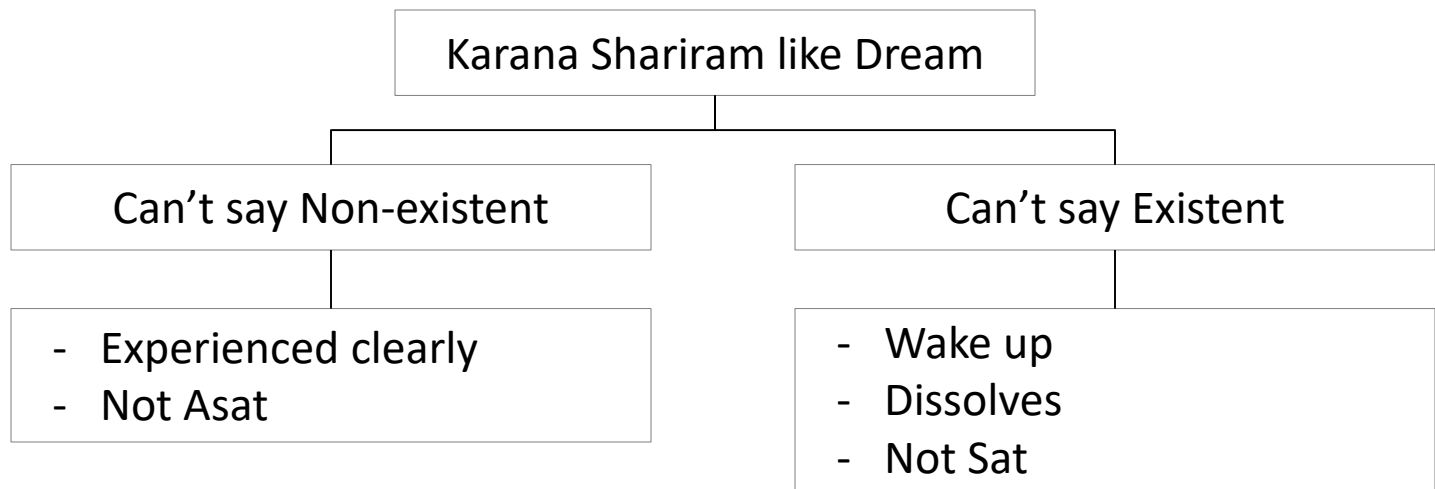 Karana Shariram like Dream
Can’t say Non-existent
Can’t say Existent
- Experienced clearly
- Not Asat
- Wake up
- Dissolves
- Not Sat